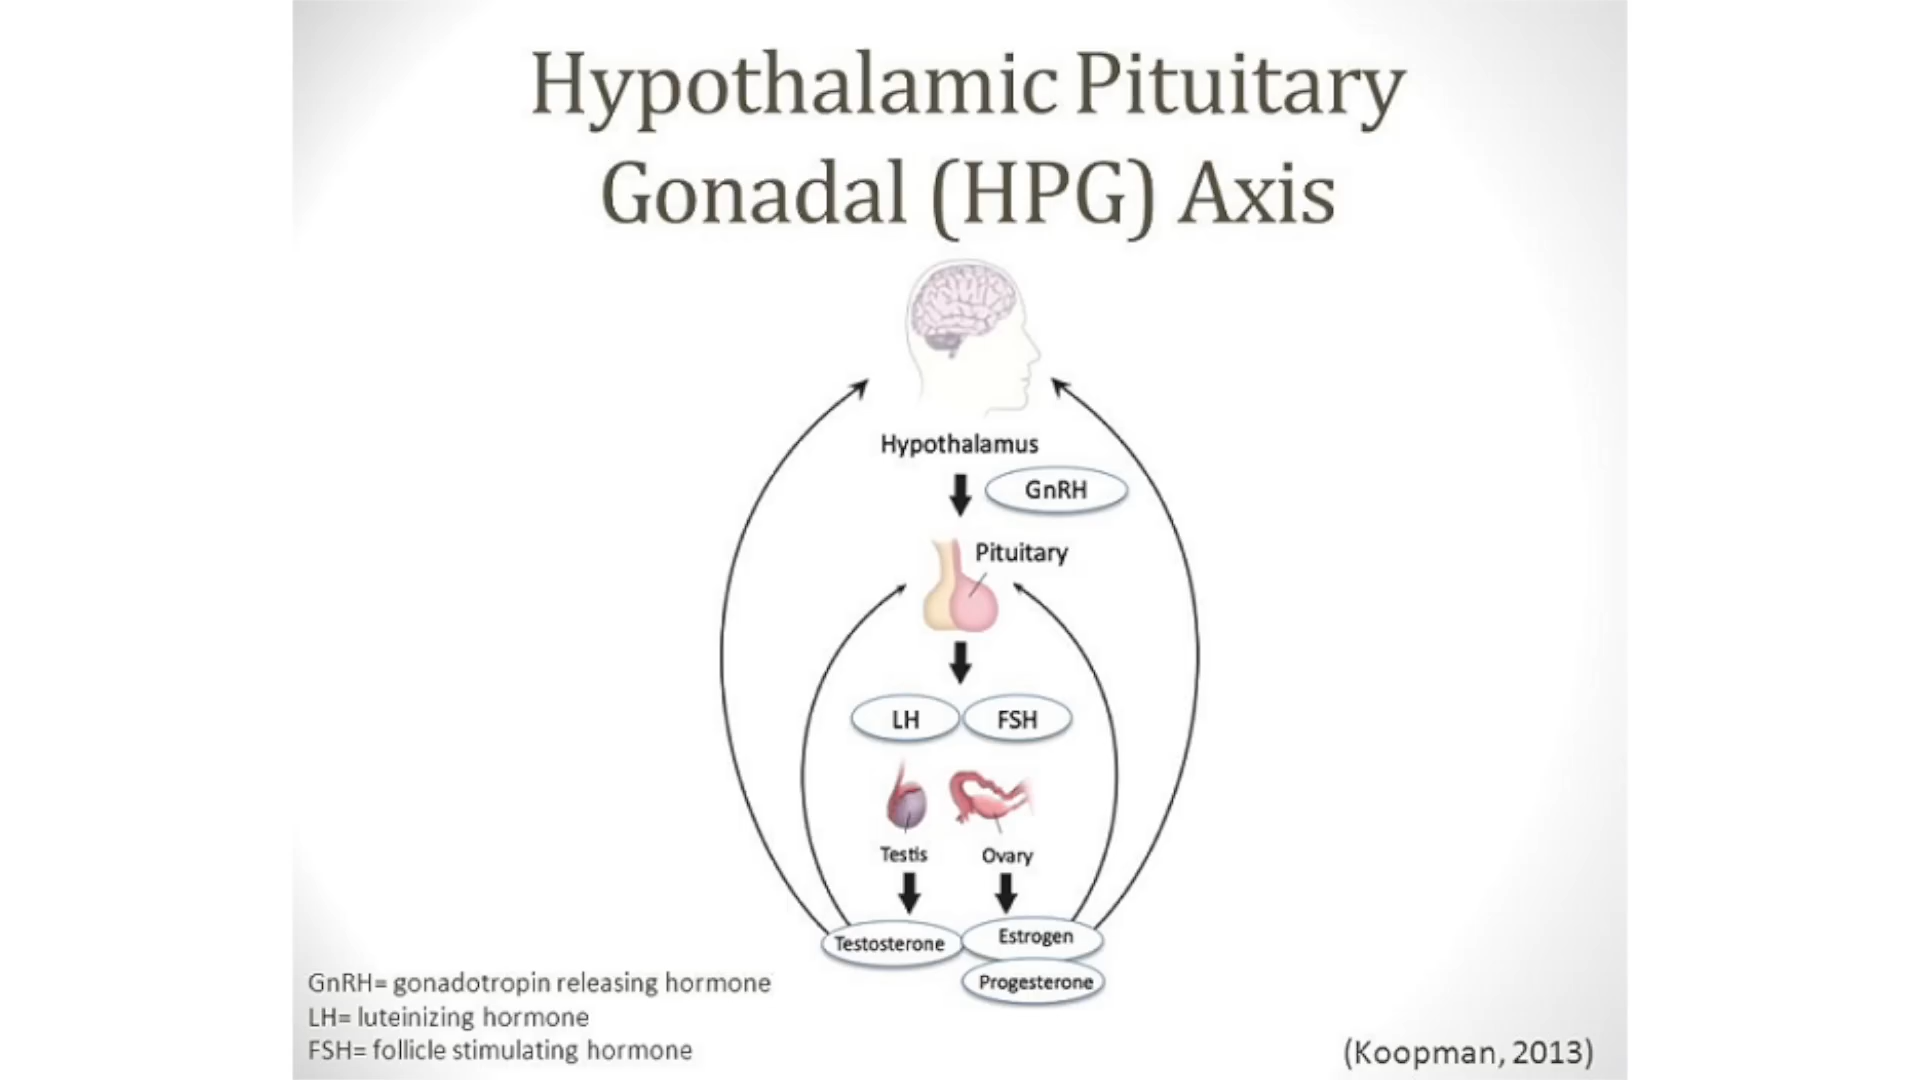 Hypothalamic Pituitary
Gonadal (HPG) Axis
Hypothalamus
GnRH
Pituitary
LH
FSH
Testis
Ovary
Testosterone
Estrogen
Progesterone
GnRH= gonadotropin releasing hormone
LH= luteinizing hormone
FSH= follicle stimulating hormone
(Koopman, 2013)